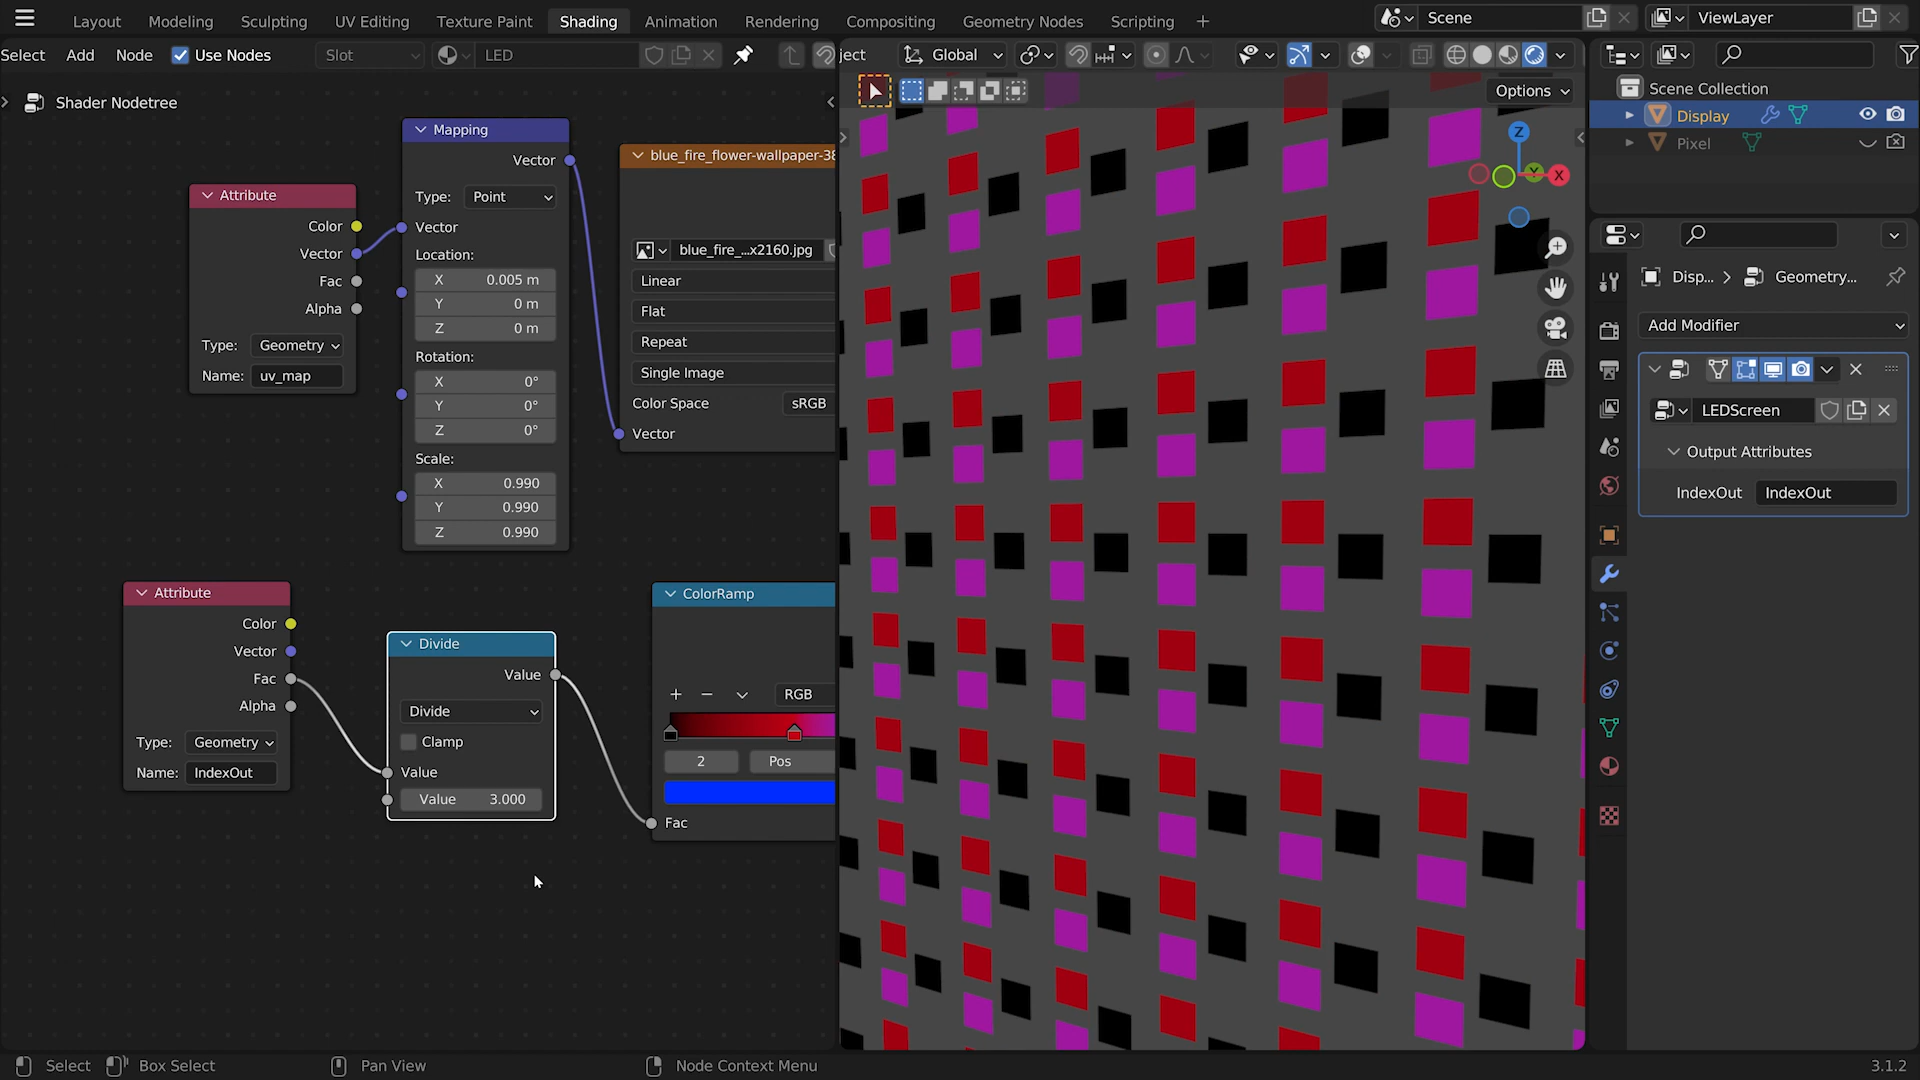 Layout Modeling Sculpting UV Editing Texture Paint Shading Animation Rendering Compositing Geometry Nodes Scripting +
Scene
ViewLayer
Select Add Node Use Nodes
Slot
LED
ject
Global
Options
Shader Nodetree
Scene Collection
Display
Pixel
Z
Y
X
Mapping
Vector
Type: Point
Vector
Location:
X 0.005 m
Y 0 m
Z 0 m
Rotation:
X 0°
Y 0°
Z 0°
Scale:
X 0.990
Y 0.990
Z 0.990
Attribute
Color
Vector
Fac
Alpha
Type: Geometry
Name: uv_map
blue_fire_flower-wallpaper-38
blue_fire_...x2160.jpg
Linear
Flat
Repeat
Single Image
Color Space sRGB
Vector
Attribute
Color
Vector
Fac
Alpha
Type: Geometry
Name: IndexOut
Divide
Value
Divide
Clamp
Value
Value 3.000
ColorRamp
+ − RGB
2 Pos
Fac
Disp... > Geometry...
Add Modifier
LEDScreen
Output Attributes
IndexOut IndexOut
Select Box Select Pan View Node Context Menu
3.1.2